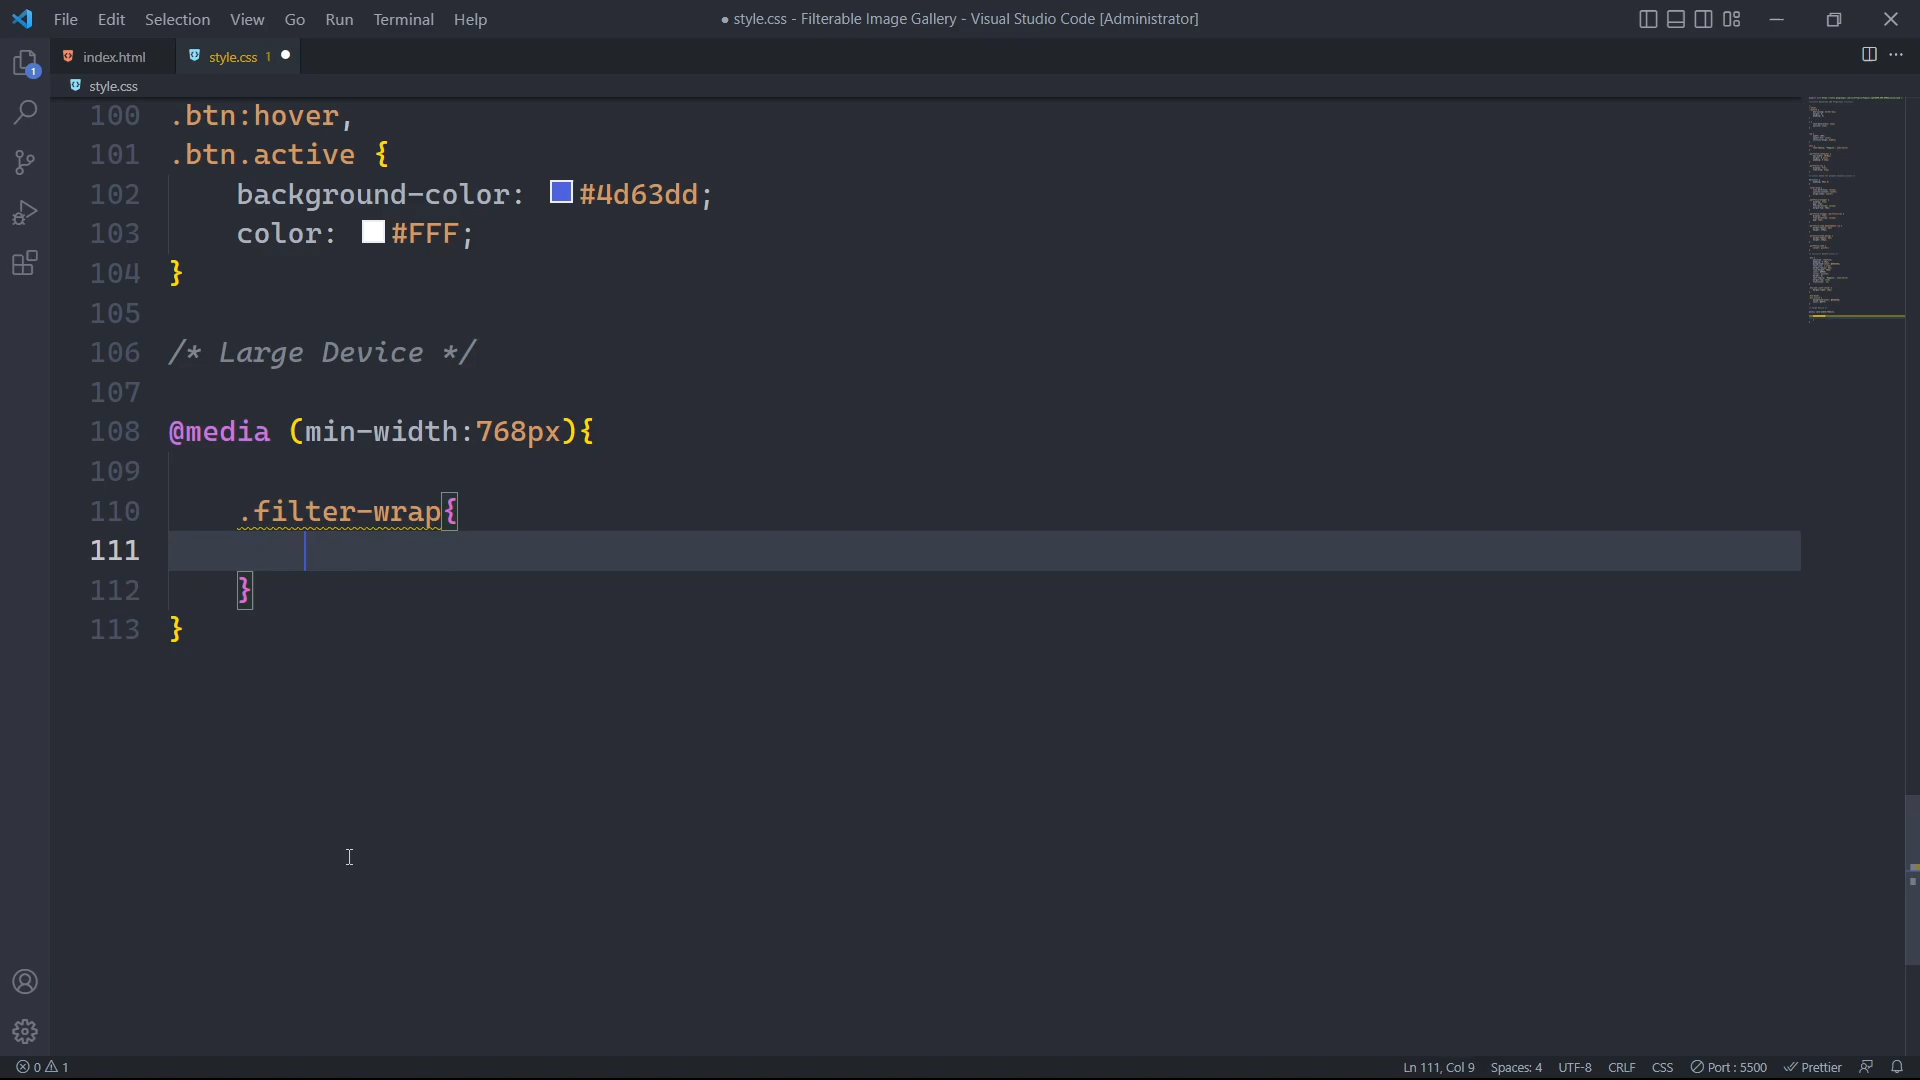 File Edit Selection View Go Run Terminal Help
● style.css - Filterable Image Gallery - Visual Studio Code [Administrator]
index.html
style.css 1
style.css
1
100 .btn:hover,
101 .btn.active {
102 background-color: #4d63dd;
103 color: #FFF;
104 }
105
106 /* Large Device */
107
108 @media (min-width:768px){
109
110 .filter-wrap{
111
112 }
113 }
0 1
Ln 111, Col 9 Spaces: 4 UTF-8 CRLF CSS Port : 5500 Prettier